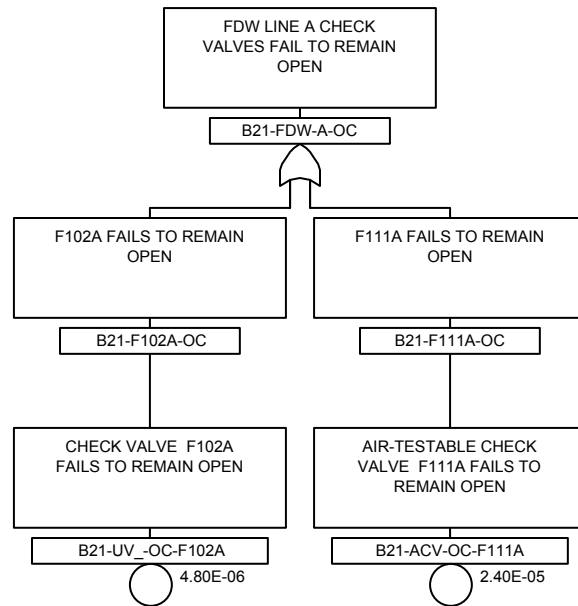 FDW LINE A CHECK
VALVES FAIL TO REMAIN
OPEN
B21-FDW-A-OC
F102A FAILS TO REMAIN
OPEN
F111A FAILS TO REMAIN
OPEN
B21-F102A-OC
B21-F111A-OC
CHECK VALVE  F102A
FAILS TO REMAIN OPEN
AIR-TESTABLE CHECK
VALVE  F111A FAILS TO
REMAIN OPEN
B21-UV_-OC-F102A
B21-ACV-OC-F111A
4.80E-06
2.40E-05